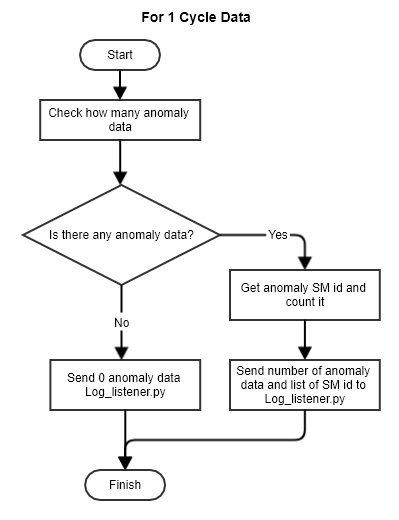 For 1 Cycle Data
Start
Check how many anomaly
data
Is there any anomaly data?
Yes
Get anomaly SM id and
count it
No
Send 0 anomaly data
Log_listener.py
Send number of anomaly
data and list of SM id to
Log_listener.py
Finish